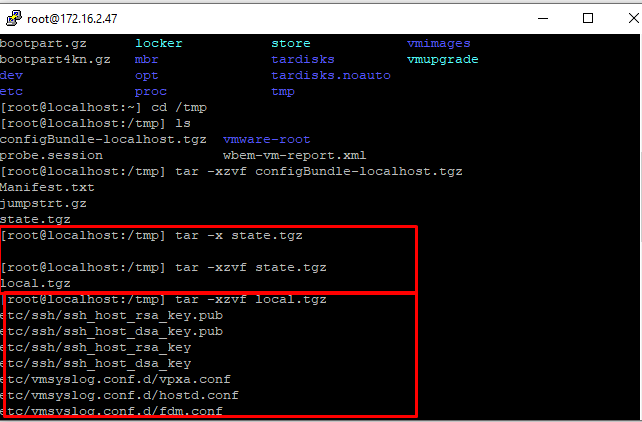 root@172.16.2.47
bootpart.gz locker store vmimages
bootpart4kn.gz mbr tardisks vmupgrade
dev opt tardisks.noauto
etc proc tmp
[root@localhost:~] cd /tmp
[root@localhost:/tmp] ls
configBundle-localhost.tgz vmware-root
probe.session wbem-vm-report.xml
[root@localhost:/tmp] tar -xzvf configBundle-localhost.tgz
Manifest.txt
jumpstrt.gz
state.tgz
[root@localhost:/tmp] tar -x state.tgz
[root@localhost:/tmp] tar -xzvf state.tgz
local.tgz
[root@localhost:/tmp] tar -xzvf local.tgz
etc/ssh/ssh_host_rsa_key.pub
etc/ssh/ssh_host_dsa_key.pub
etc/ssh/ssh_host_rsa_key
etc/ssh/ssh_host_dsa_key
etc/vmsyslog.conf.d/vpxa.conf
etc/vmsyslog.conf.d/hostd.conf
etc/vmsyslog.conf.d/fdm.conf